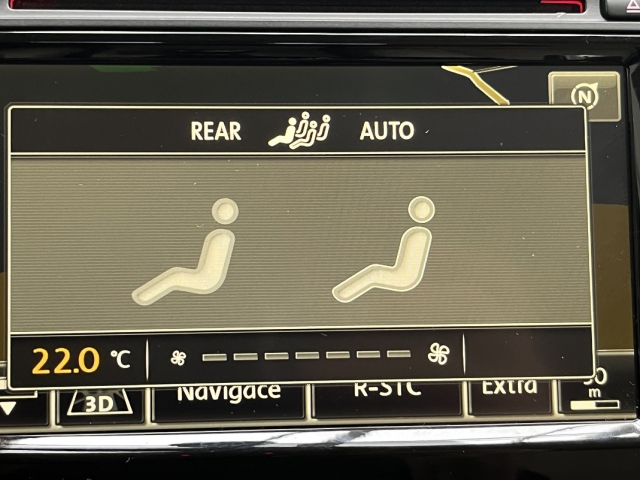 N
REAR AUTO
22.0 °C
3D Navigace R-STC Extra
m